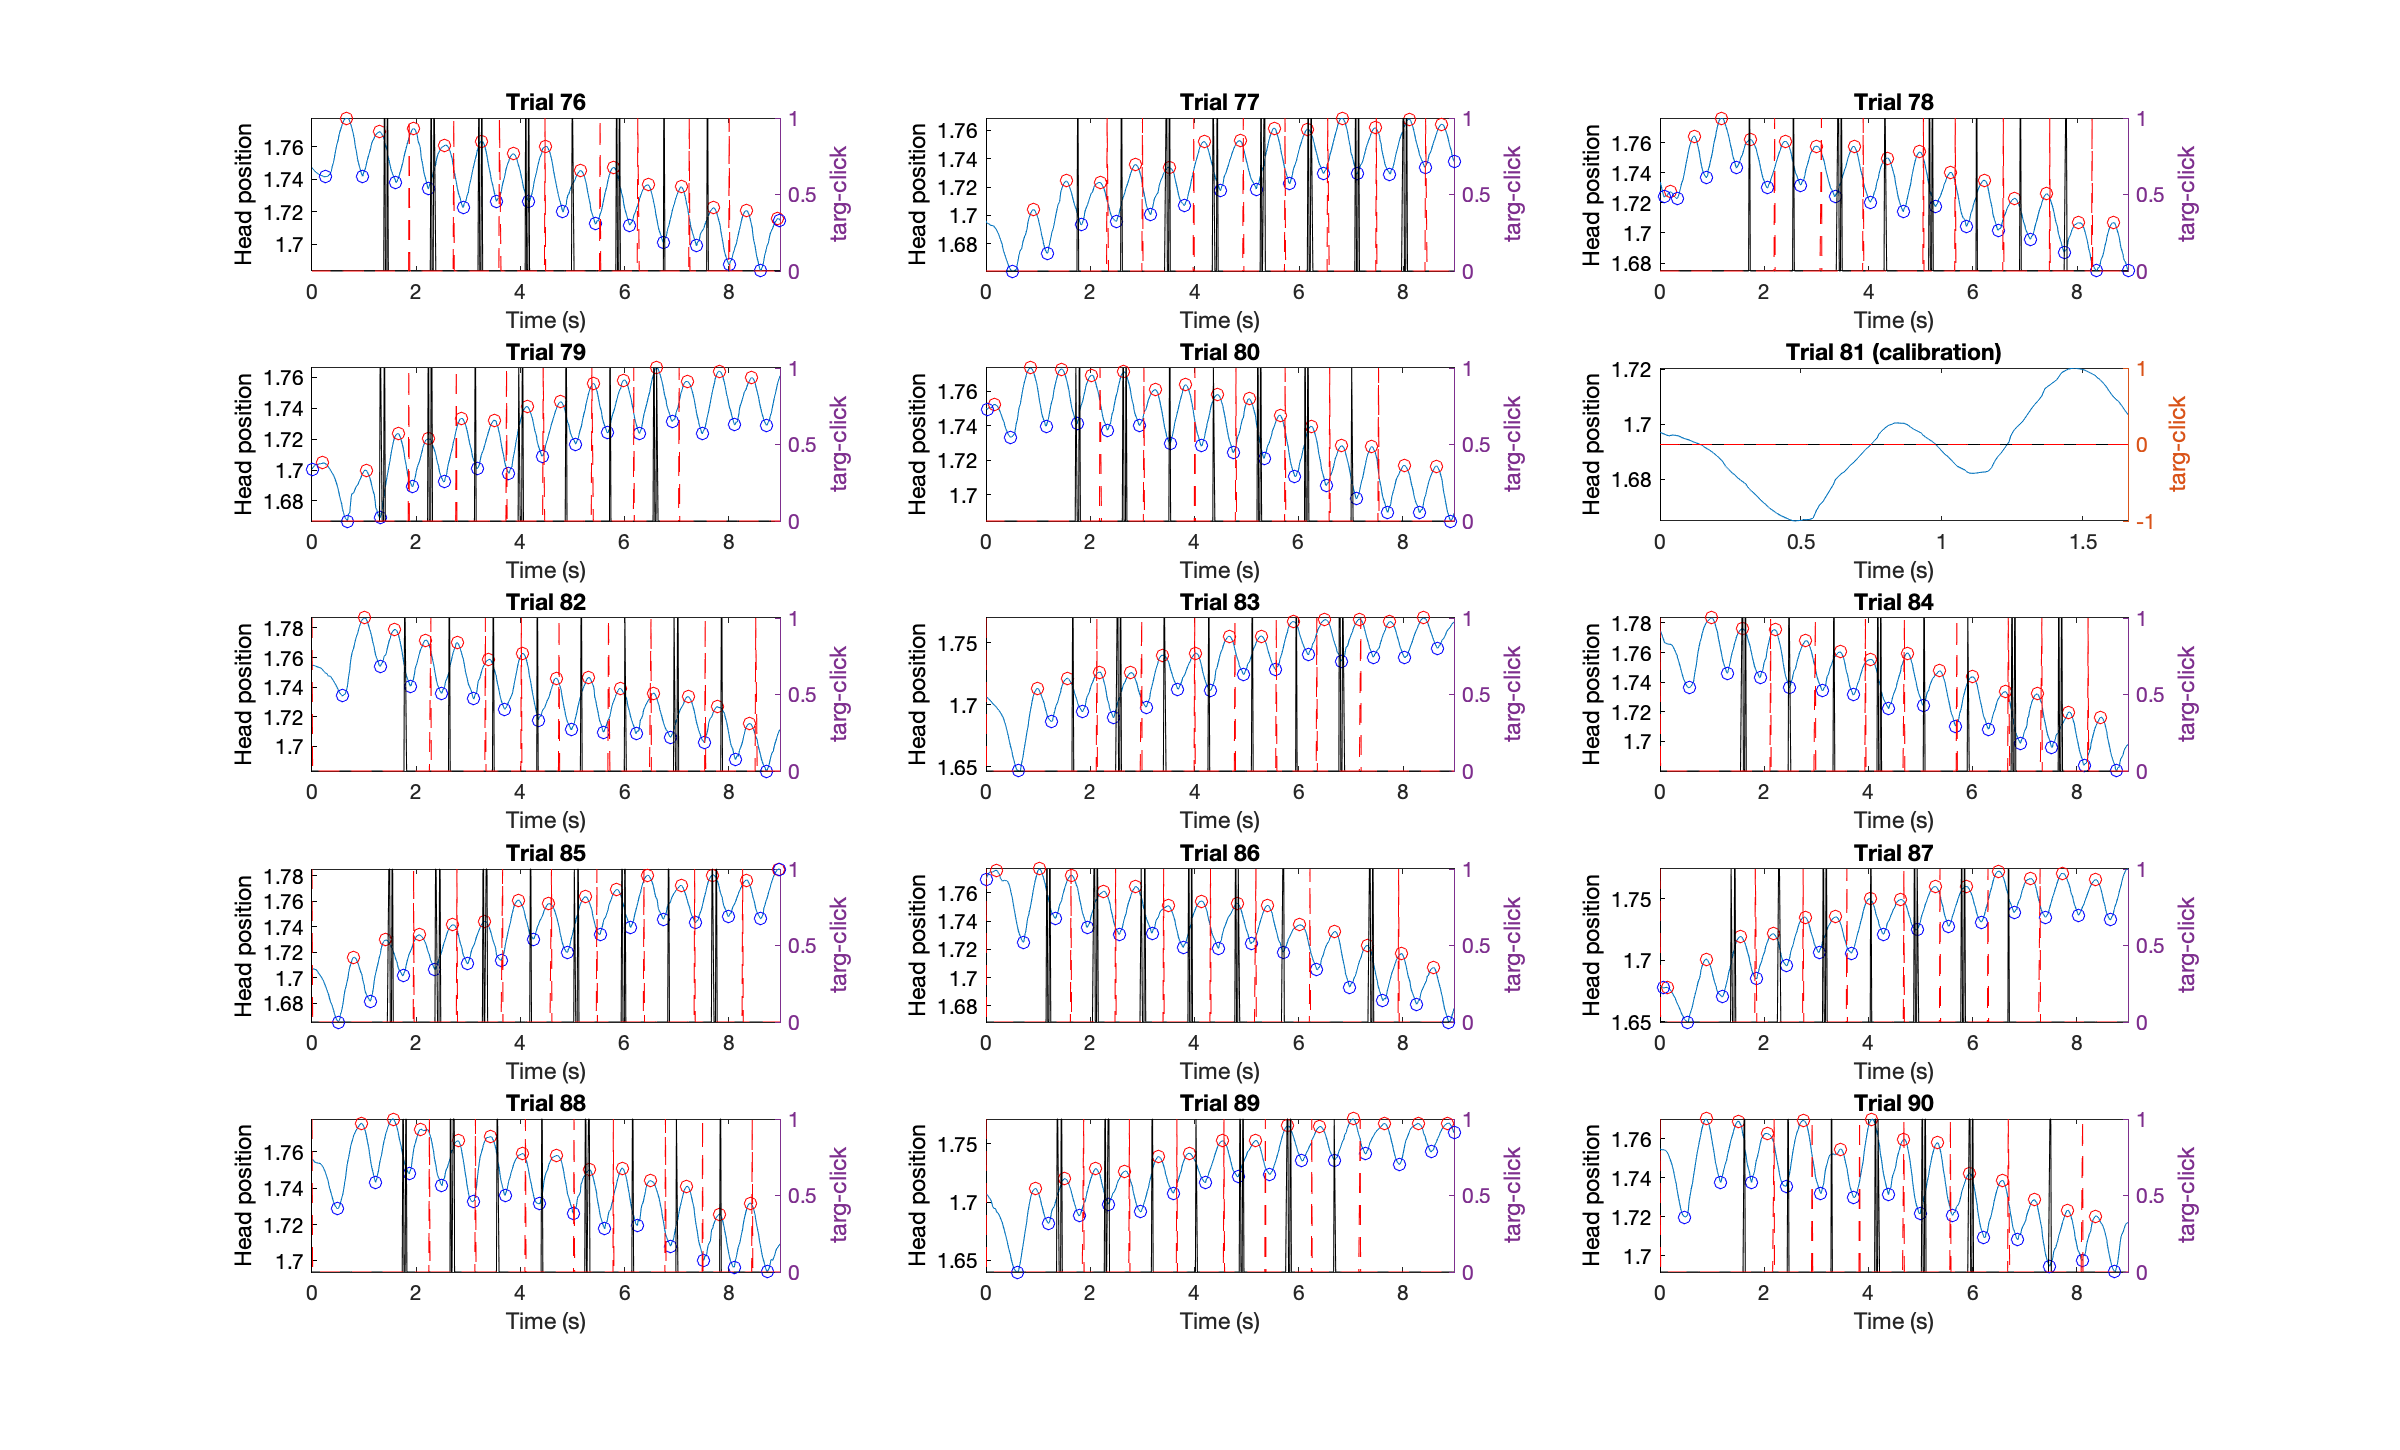 Trial 76
Head position
1.76
1.74
1.72
1.7
1
0.5
0
targ-click
0 2 4 6 8
Time (s)
Trial 77
Head position
1.76
1.74
1.72
1.7
1.68
1
0.5
0
targ-click
0 2 4 6 8
Time (s)
Trial 78
Head position
1.76
1.74
1.72
1.7
1.68
1
0.5
0
targ-click
0 2 4 6 8
Time (s)
Trial 79
Head position
1.76
1.74
1.72
1.7
1.68
1
0.5
0
targ-click
0 2 4 6 8
Time (s)
Trial 80
Head position
1.76
1.74
1.72
1.7
1
0.5
0
targ-click
0 2 4 6 8
Time (s)
Trial 81 (calibration)
Head position
1.72
1.7
1.68
1
0
-1
targ-click
0 0.5 1 1.5
Time (s)
Trial 82
Head position
1.78
1.76
1.74
1.72
1.7
1
0.5
0
targ-click
0 2 4 6 8
Time (s)
Trial 83
Head position
1.75
1.7
1.65
1
0.5
0
targ-click
0 2 4 6 8
Time (s)
Trial 84
Head position
1.78
1.76
1.74
1.72
1.7
1
0.5
0
targ-click
0 2 4 6 8
Time (s)
Trial 85
Head position
1.78
1.76
1.74
1.72
1.7
1.68
1
0.5
0
targ-click
0 2 4 6 8
Time (s)
Trial 86
Head position
1.76
1.74
1.72
1.7
1.68
1
0.5
0
targ-click
0 2 4 6 8
Time (s)
Trial 87
Head position
1.75
1.7
1.65
1
0.5
0
targ-click
0 2 4 6 8
Time (s)
Trial 88
Head position
1.76
1.74
1.72
1.7
1
0.5
0
targ-click
0 2 4 6 8
Time (s)
Trial 89
Head position
1.75
1.7
1.65
1
0.5
0
targ-click
0 2 4 6 8
Time (s)
Trial 90
Head position
1.76
1.74
1.72
1.7
1
0.5
0
targ-click
0 2 4 6 8
Time (s)